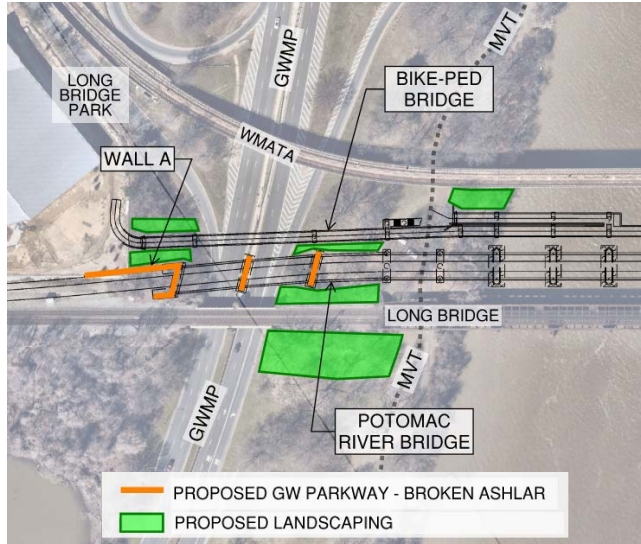 GWMP
MVT
LONG
BRIDGE
PARK
BIKE-PED
BRIDGE
WMATA
WALL A
LONG BRIDGE
MVT
GWMP
POTOMAC
RIVER BRIDGE
PROPOSED GW PARKWAY - BROKEN ASHLAR
PROPOSED LANDSCAPING